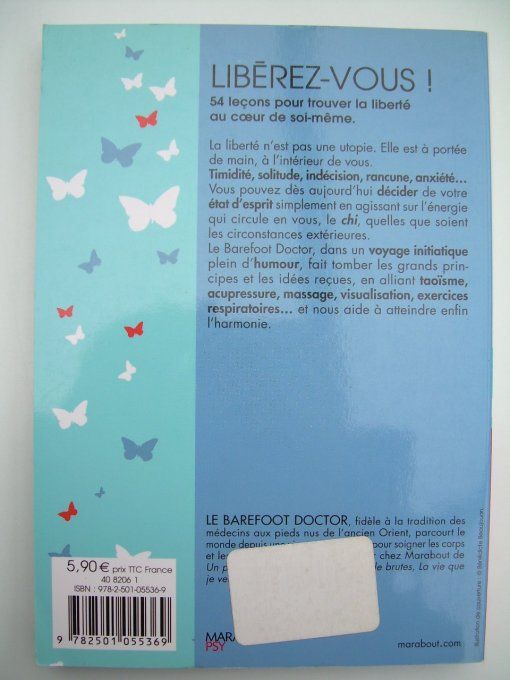 LIBĒREZ-VOUS !
54 leçons pour trouver la liberté
au cœur de soi-même.
La liberté n'est pas une utopie. Elle est à portée
de main, à l'intérieur de vous.
Timidité, solitude, indécision, rancune, anxiété...
Vous pouvez dès aujourd'hui décider de votre
état d'esprit simplement en agissant sur l'énergie
qui circule en vous, le chi, quelles que soient
les circonstances extérieures.
Le Barefoot Doctor, dans un voyage initiatique
plein d'humour, fait tomber les grands prin-
cipes et les idées reçues, en alliant taoïsme,
acupressure, massage, visualisation, exercices
respiratoires... et nous aide à atteindre enfin
l'harmonie.
LE BAREFOOT DOCTOR, fidèle à la tradition des
médecins aux pieds nus de l'ancien Orient, parcourt le
monde depuis pour soigner les corps
et le chez Marabout de
Un p de brutes, La vie que
je ve
5,90 € prix TTC France
40 8206 1
ISBN : 978-2-501-05536-9
9 782501 055369
MARA
PSY
marabout.com
Illustration de couverture : © Bénédicte Beaujouan